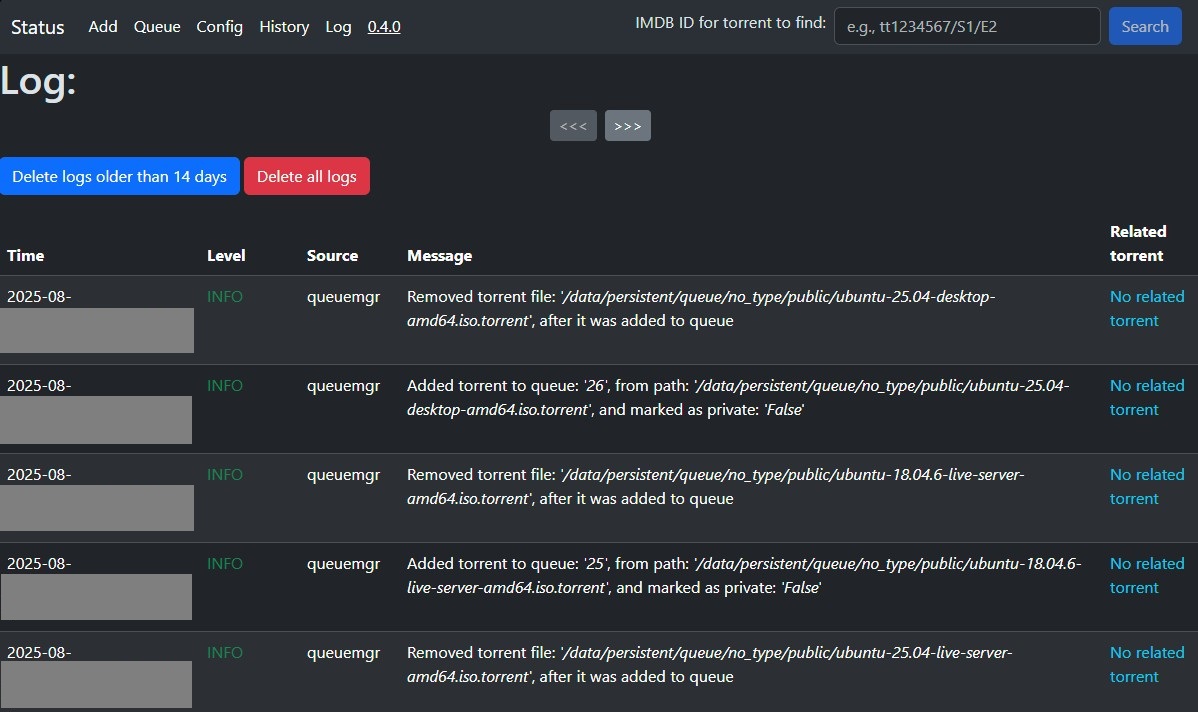 Status Add Queue Config History Log 0.4.0 IMDB ID for torrent to find: e.g., tt1234567/S1/E2 Search
Log:
<<< >>>
Delete logs older than 14 days Delete all logs
Time Level Source Message Related
torrent
2025-08- INFO queuemgr Removed torrent file: '/data/persistent/queue/no_type/public/ubuntu-25.04-desktop- No related
amd64.iso.torrent', after it was added to queue torrent
2025-08- INFO queuemgr Added torrent to queue: '26', from path: '/data/persistent/queue/no_type/public/ubuntu-25.04- No related
desktop-amd64.iso.torrent', and marked as private: 'False' torrent
2025-08- INFO queuemgr Removed torrent file: '/data/persistent/queue/no_type/public/ubuntu-18.04.6-live-server- No related
amd64.iso.torrent', after it was added to queue torrent
2025-08- INFO queuemgr Added torrent to queue: '25', from path: '/data/persistent/queue/no_type/public/ubuntu-18.04.6- No related
live-server-amd64.iso.torrent', and marked as private: 'False' torrent
2025-08- INFO queuemgr Removed torrent file: '/data/persistent/queue/no_type/public/ubuntu-25.04-live-server- No related
amd64.iso.torrent', after it was added to queue torrent